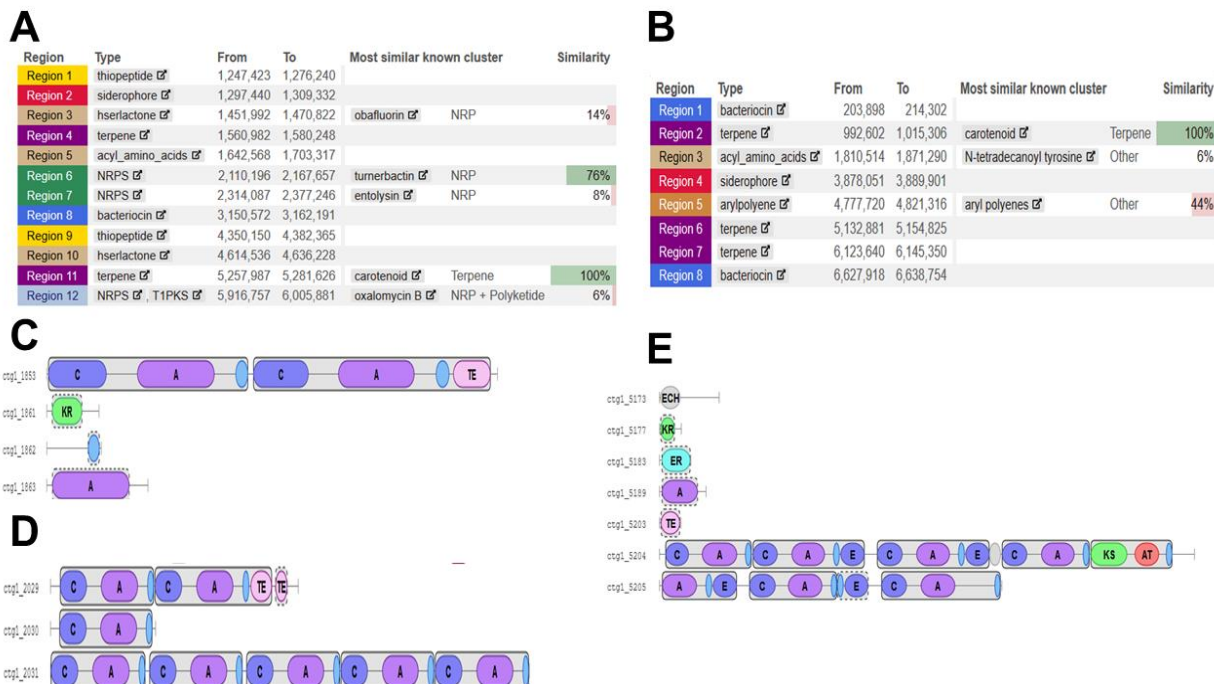 A
Region Type From To Most similar known cluster Similarity
Region 1 thiopeptide 1,247,423 1,276,240
Region 2 siderophore 1,297,440 1,309,332
Region 3 hserlactone 1,451,992 1,470,822 obafluorin NRP 14%
Region 4 terpene 1,560,982 1,580,248
Region 5 acyl_amino_acids 1,642,568 1,703,317
Region 6 NRPS 2,110,196 2,167,657 turnerbactin NRP 76%
Region 7 NRPS 2,314,087 2,377,246 entolysin NRP 8%
Region 8 bacteriocin 3,150,572 3,162,191
Region 9 thiopeptide 4,350,150 4,382,365
Region 10 hserlactone 4,614,536 4,636,228
Region 11 terpene 5,257,987 5,281,626 carotenoid Terpene 100%
Region 12 NRPS , T1PKS 5,916,757 6,005,881 oxalomycin B NRP + Polyketide 6%
B
Region Type From To Most similar known cluster Similarity
Region 1 bacteriocin 203,898 214,302
Region 2 terpene 992,602 1,015,306 carotenoid Terpene 100%
Region 3 acyl_amino_acids 1,810,514 1,871,290 N-tetradecanoyl tyrosine Other 6%
Region 4 siderophore 3,878,051 3,889,901
Region 5 arylpolyene 4,777,720 4,821,316 aryl polyenes Other 44%
Region 6 terpene 5,132,881 5,154,825
Region 7 terpene 6,123,640 6,145,350
Region 8 bacteriocin 6,627,918 6,638,754
C
ctg1_1853 C A C A TE
ctg1_1861 KR
ctg1_1862
ctg1_1863 A
D
ctg1_2029 C A C A TE TE
ctg1_2030 C A
ctg1_2031 C A C A C A C A C A
E
ctg1_5173 ECH
ctg1_5177 KR
ctg1_5183 ER
ctg1_5189 A
ctg1_5203 TE
ctg1_5204 C A C A E C A E C A KS AT
ctg1_5205 A E C A E C A